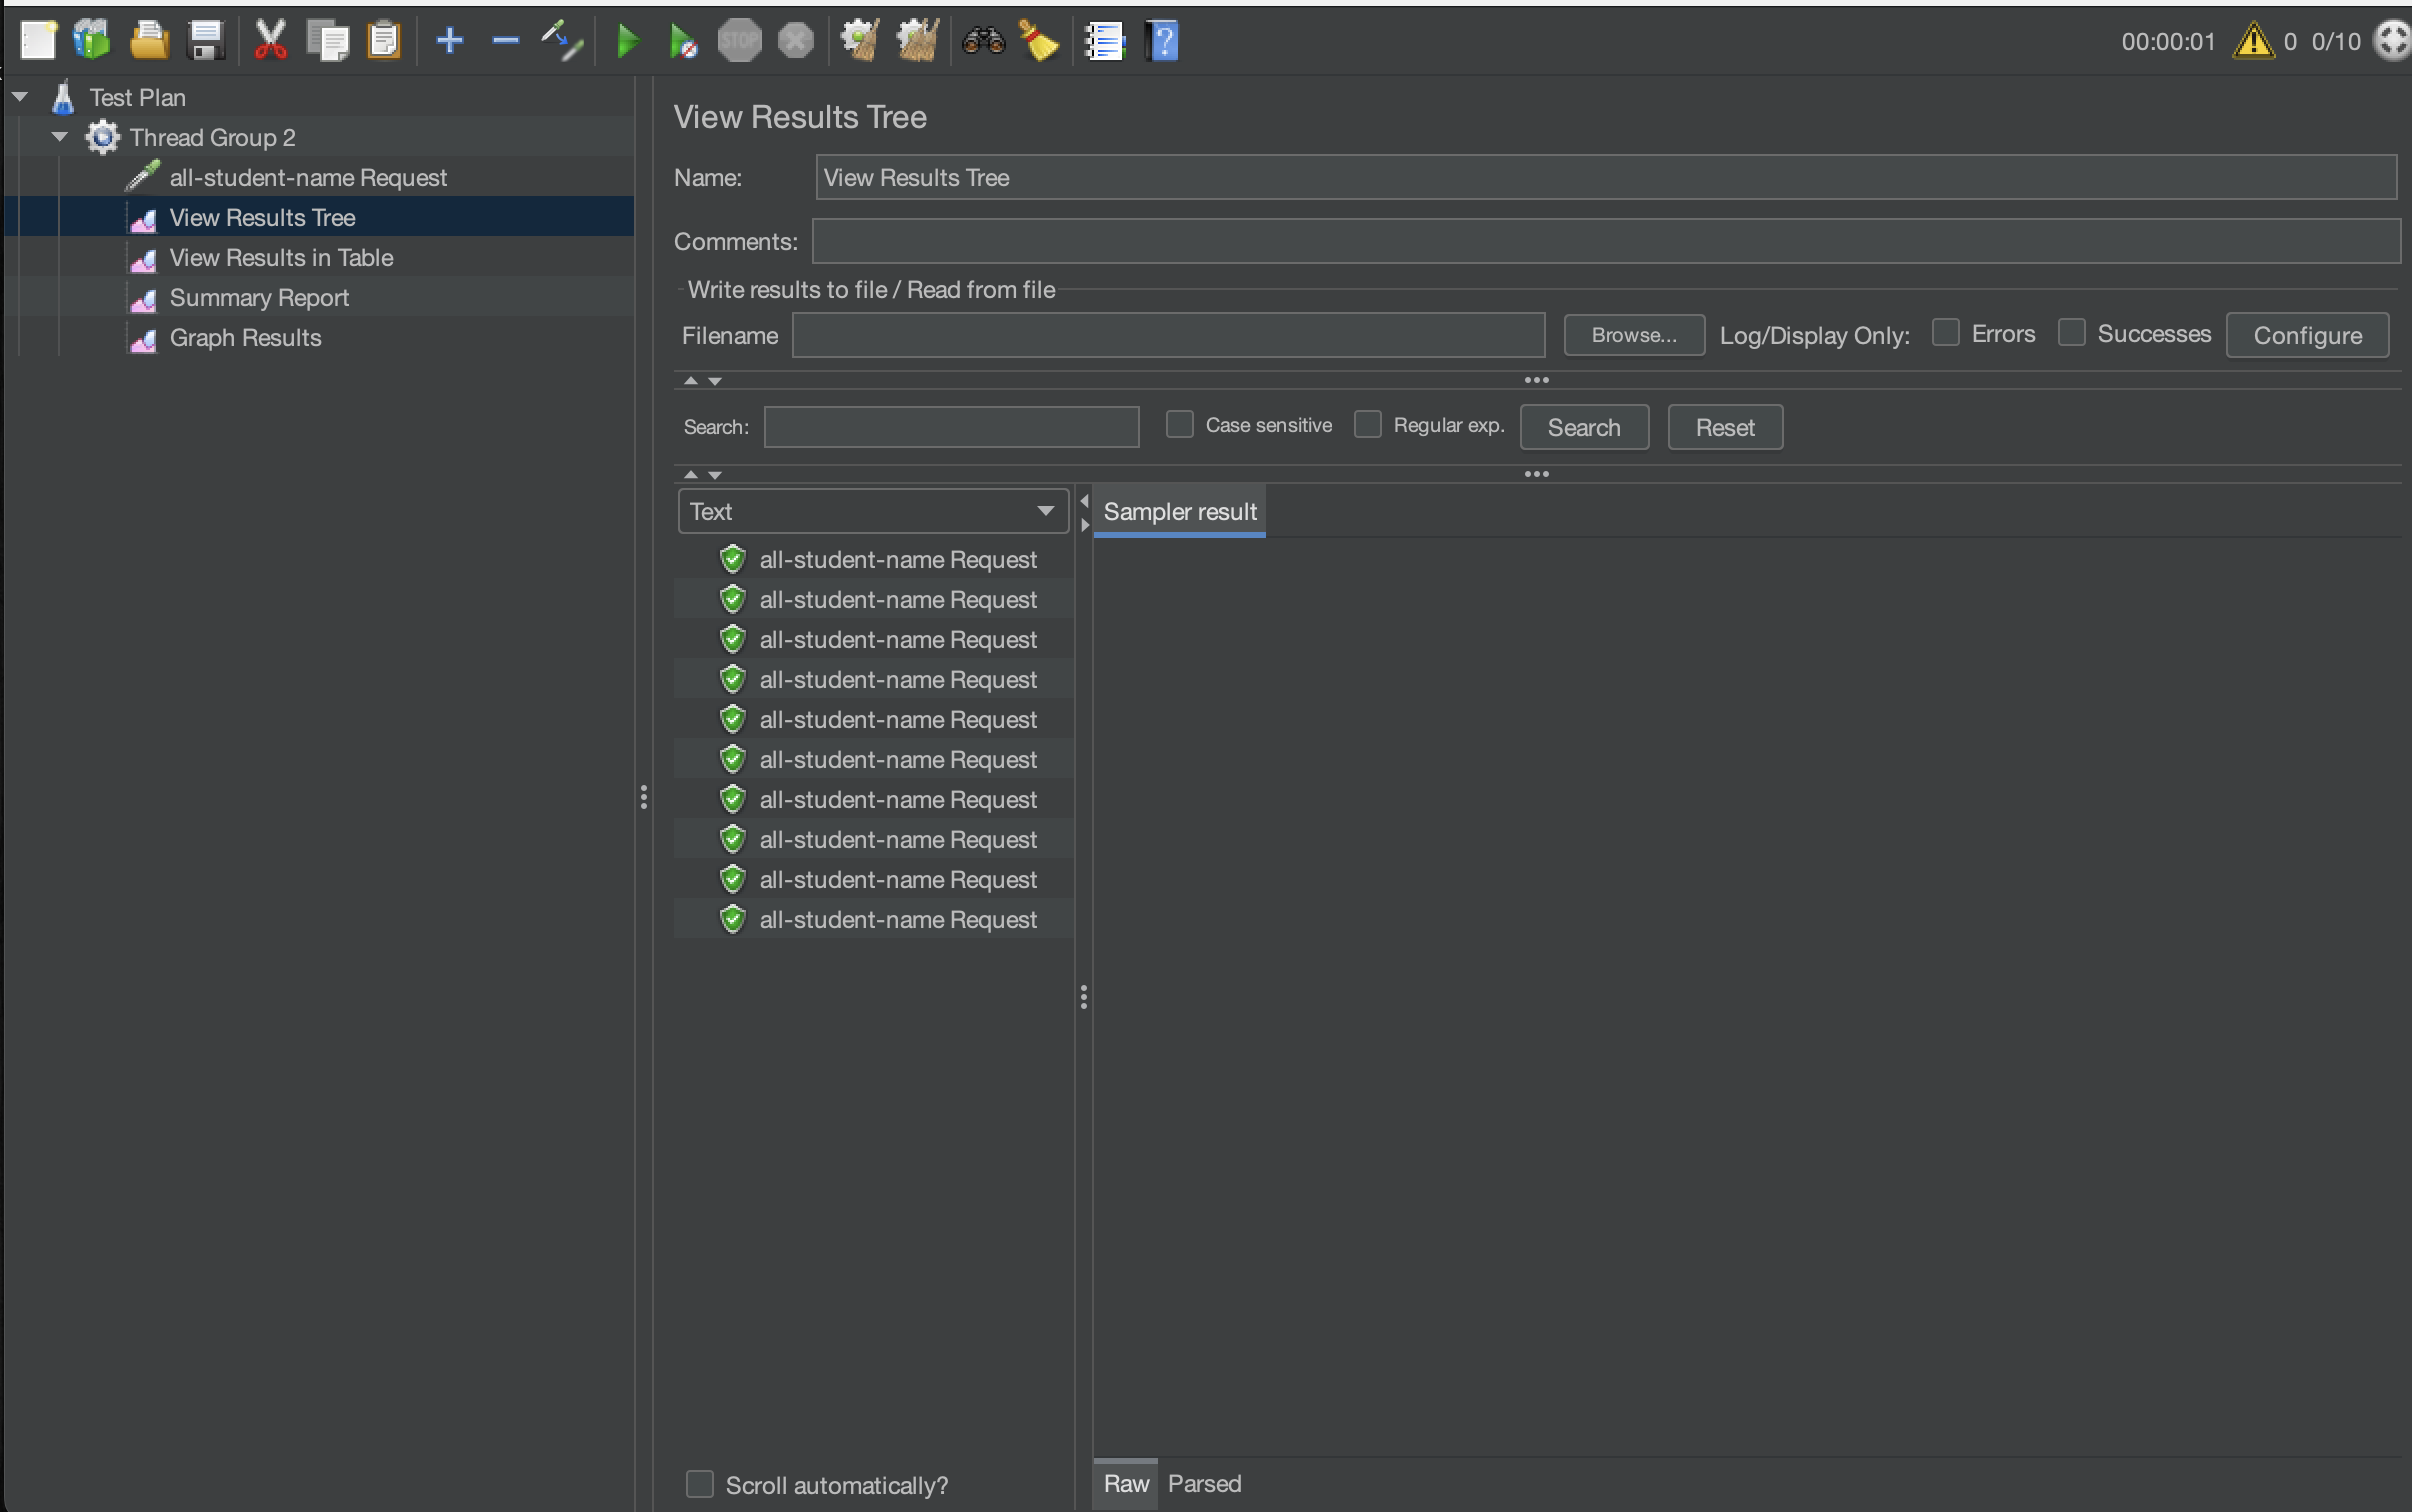 STOP
00:00:01 0 0/10
Test Plan
Thread Group 2
all-student-name Request
View Results Tree
View Results in Table
Summary Report
Graph Results
View Results Tree
Name: View Results Tree
Comments:
Write results to file / Read from file
Filename Browse... Log/Display Only: Errors Successes Configure
Search: Case sensitive Regular exp. Search Reset
Text
Sampler result
all-student-name Request
all-student-name Request
all-student-name Request
all-student-name Request
all-student-name Request
all-student-name Request
all-student-name Request
all-student-name Request
all-student-name Request
all-student-name Request
Scroll automatically?
Raw Parsed